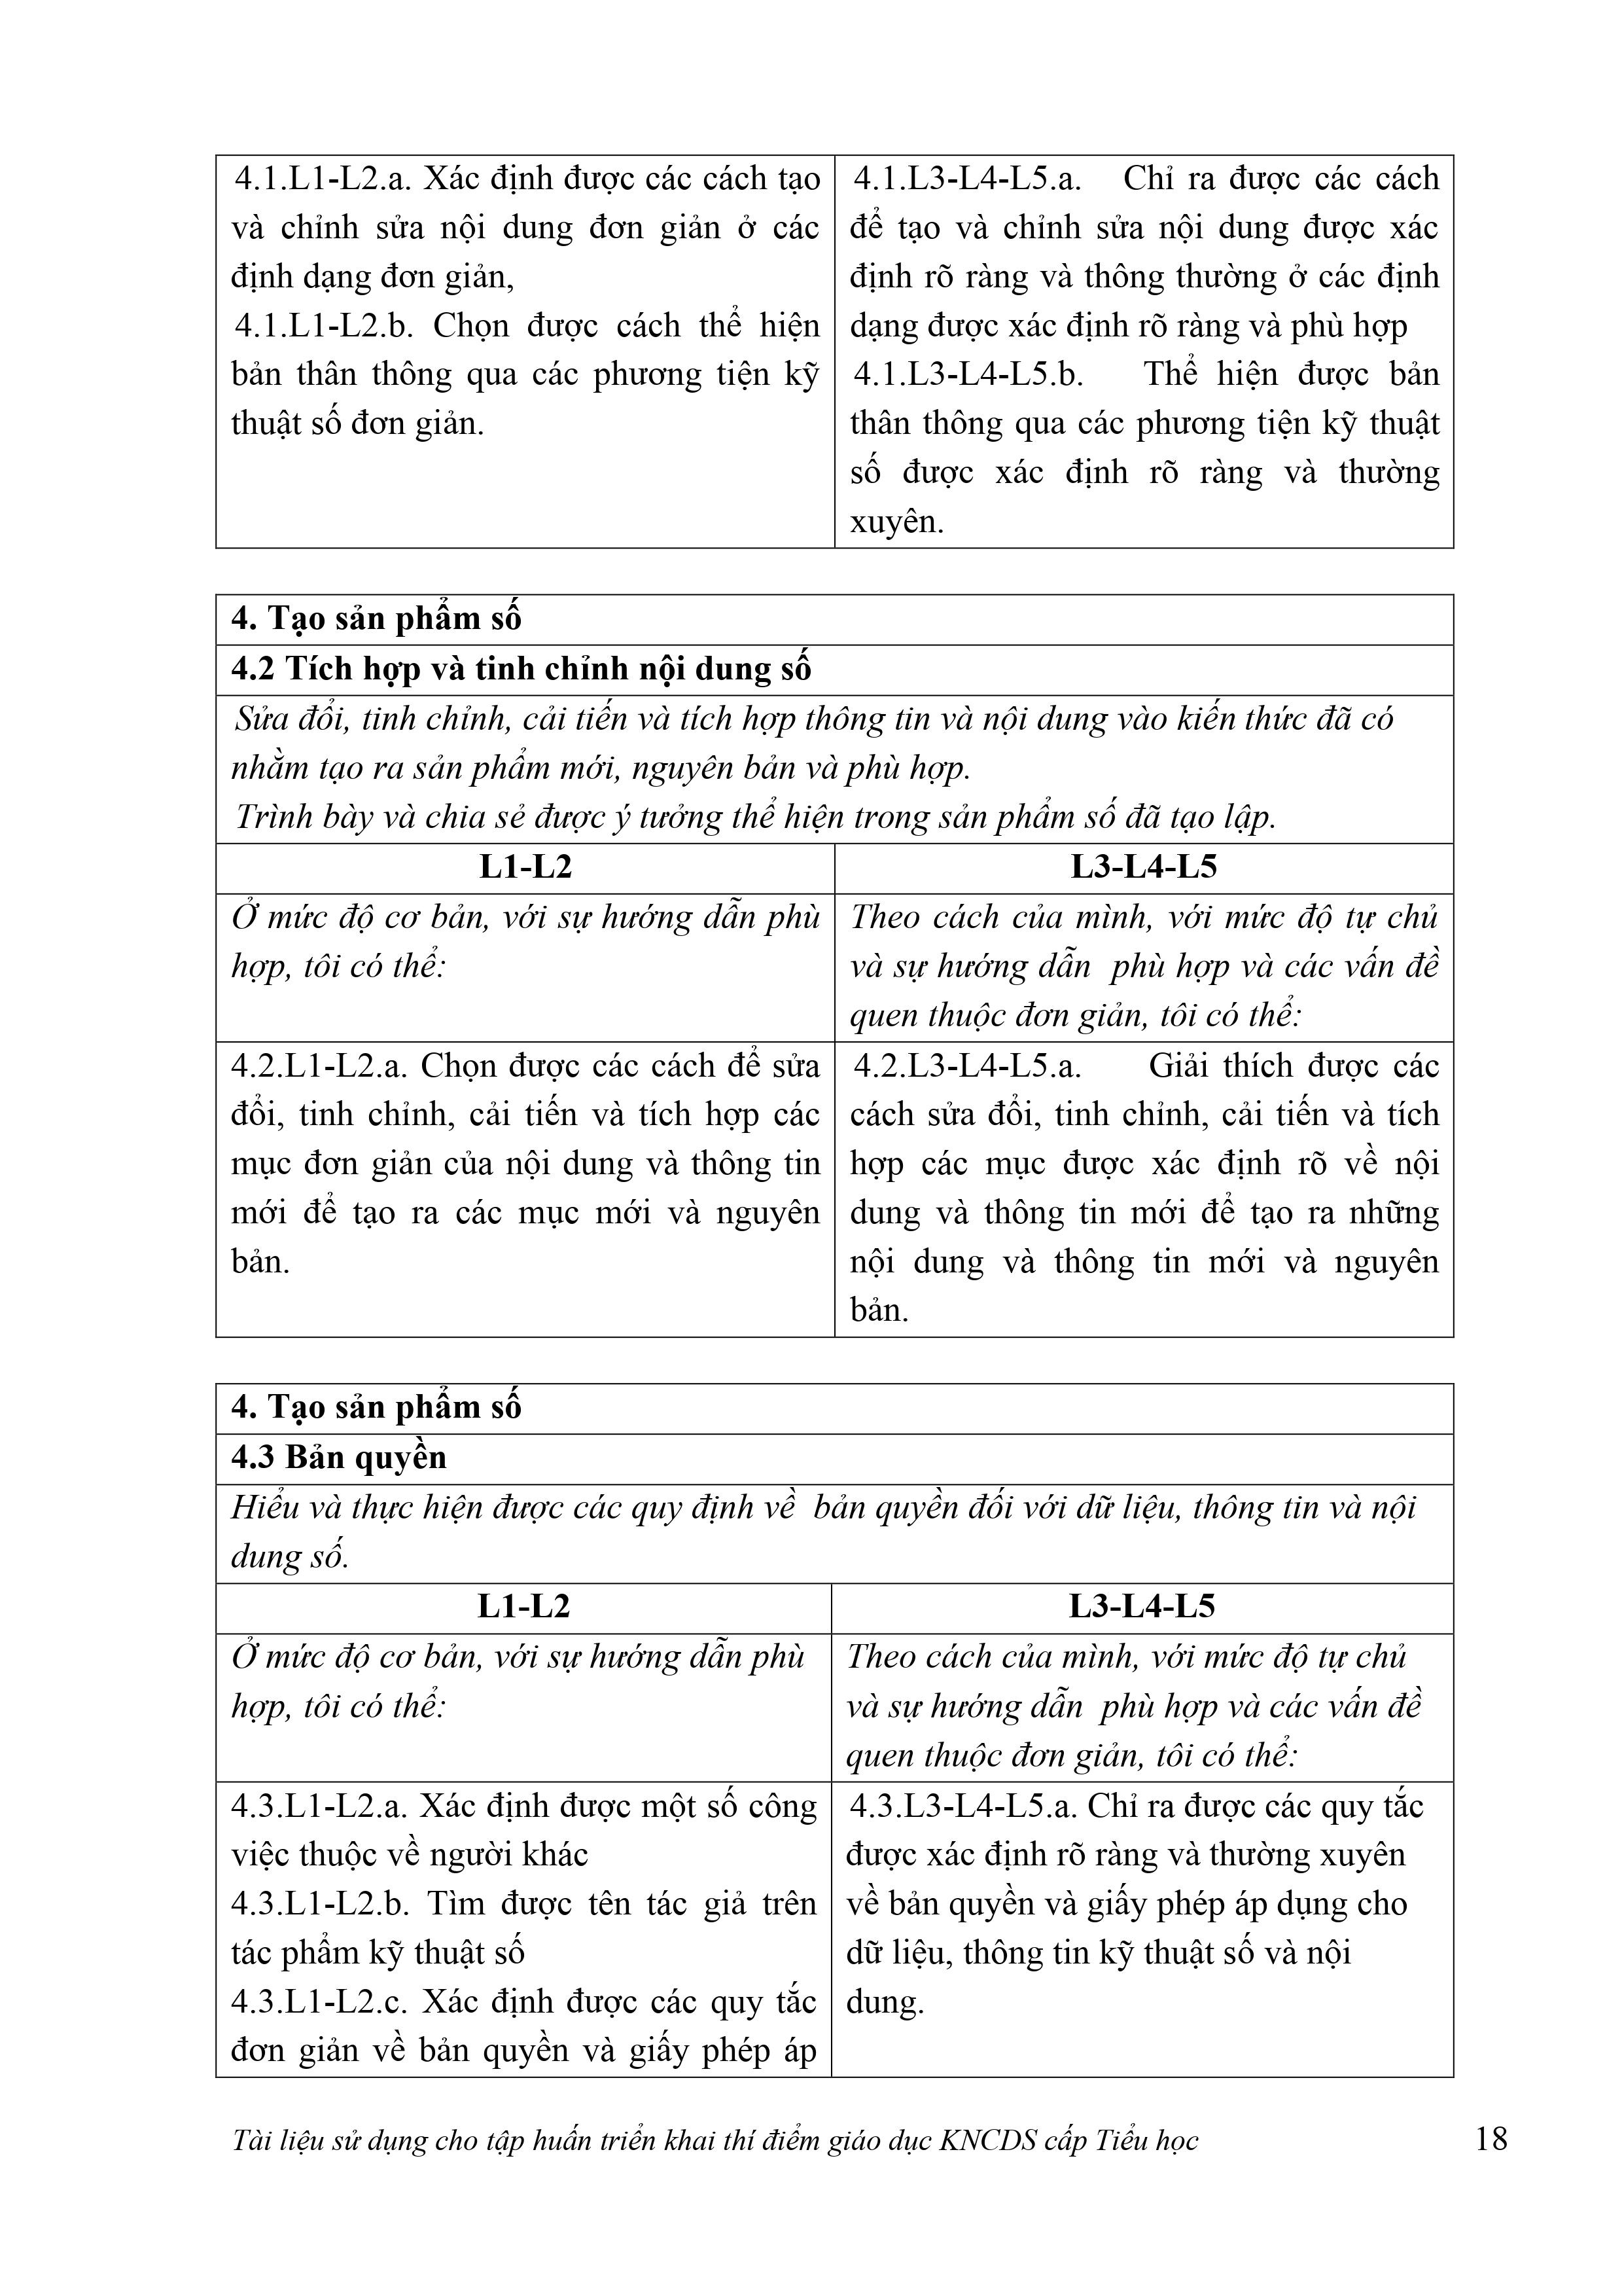 4.1.L1-L2.a. Xác định được các cách tạo
và chỉnh sửa nội dung đơn giản ở các
định dạng đơn giản,
4.1.L1-L2.b. Chọn được cách thể hiện
bản thân thông qua các phương tiện kỹ
thuật số đơn giản.
4.1.L3-L4-L5.a. Chỉ ra được các cách
để tạo và chỉnh sửa nội dung được xác
định rõ ràng và thông thường ở các định
dạng được xác định rõ ràng và phù hợp
4.1.L3-L4-L5.b. Thể hiện được bản
thân thông qua các phương tiện kỹ thuật
số được xác định rõ ràng và thường
xuyên.
4. Tạo sản phẩm số
4.2 Tích hợp và tinh chỉnh nội dung số
Sửa đổi, tinh chỉnh, cải tiến và tích hợp thông tin và nội dung vào kiến thức đã có
nhằm tạo ra sản phẩm mới, nguyên bản và phù hợp.
Trình bày và chia sẻ được ý tưởng thể hiện trong sản phẩm số đã tạo lập.
L1-L2
L3-L4-L5
Ở mức độ cơ bản, với sự hướng dẫn phù
hợp, tôi có thể:
Theo cách của mình, với mức độ tự chủ
và sự hướng dẫn phù hợp và các vấn đề
quen thuộc đơn giản, tôi có thể:
4.2.L1-L2.a. Chọn được các cách để sửa
đổi, tinh chỉnh, cải tiến và tích hợp các
mục đơn giản của nội dung và thông tin
mới để tạo ra các mục mới và nguyên
bản.
4.2.L3-L4-L5.a. Giải thích được các
cách sửa đổi, tinh chỉnh, cải tiến và tích
hợp các mục được xác định rõ về nội
dung và thông tin mới để tạo ra những
nội dung và thông tin mới và nguyên
bản.
4. Tạo sản phẩm số
4.3 Bản quyền
Hiểu và thực hiện được các quy định về bản quyền đối với dữ liệu, thông tin và nội
dung số.
L1-L2
L3-L4-L5
Ở mức độ cơ bản, với sự hướng dẫn phù
hợp, tôi có thể:
Theo cách của mình, với mức độ tự chủ
và sự hướng dẫn phù hợp và các vấn đề
quen thuộc đơn giản, tôi có thể:
4.3.L1-L2.a. Xác định được một số công
việc thuộc về người khác
4.3.L1-L2.b. Tìm được tên tác giả trên
tác phẩm kỹ thuật số
4.3.L1-L2.c. Xác định được các quy tắc
đơn giản về bản quyền và giấy phép áp
4.3.L3-L4-L5.a. Chỉ ra được các quy tắc
được xác định rõ ràng và thường xuyên
về bản quyền và giấy phép áp dụng cho
dữ liệu, thông tin kỹ thuật số và nội
dung.
Tài liệu sử dụng cho tập huấn triển khai thí điểm giáo dục KNCDS cấp Tiểu học 18